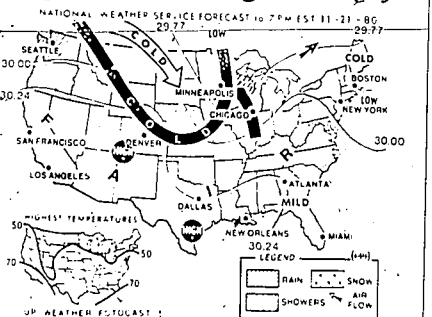 NATIONAL WEATHER SERVICE FORECAST to 7 PM EST 11-21-80
29.77 LOW 29.77
SEATTLE
COLD
COLD
30.00
BOSTON
MINNEAPOLIS
LOW
30.24
NEW YORK
CHICAGO
COLD
SAN FRANCISCO
DENVER
30.00
FAIR
LOS ANGELES
ATLANTA
DALLAS
MILD
HIGHEST TEMPERATURES
NEW ORLEANS
MIAMI
30.24
50
50
70
70
LEGEND
RAIN
SNOW
SHOWERS
AIR FLOW
UP WEATHER FOTOCAST